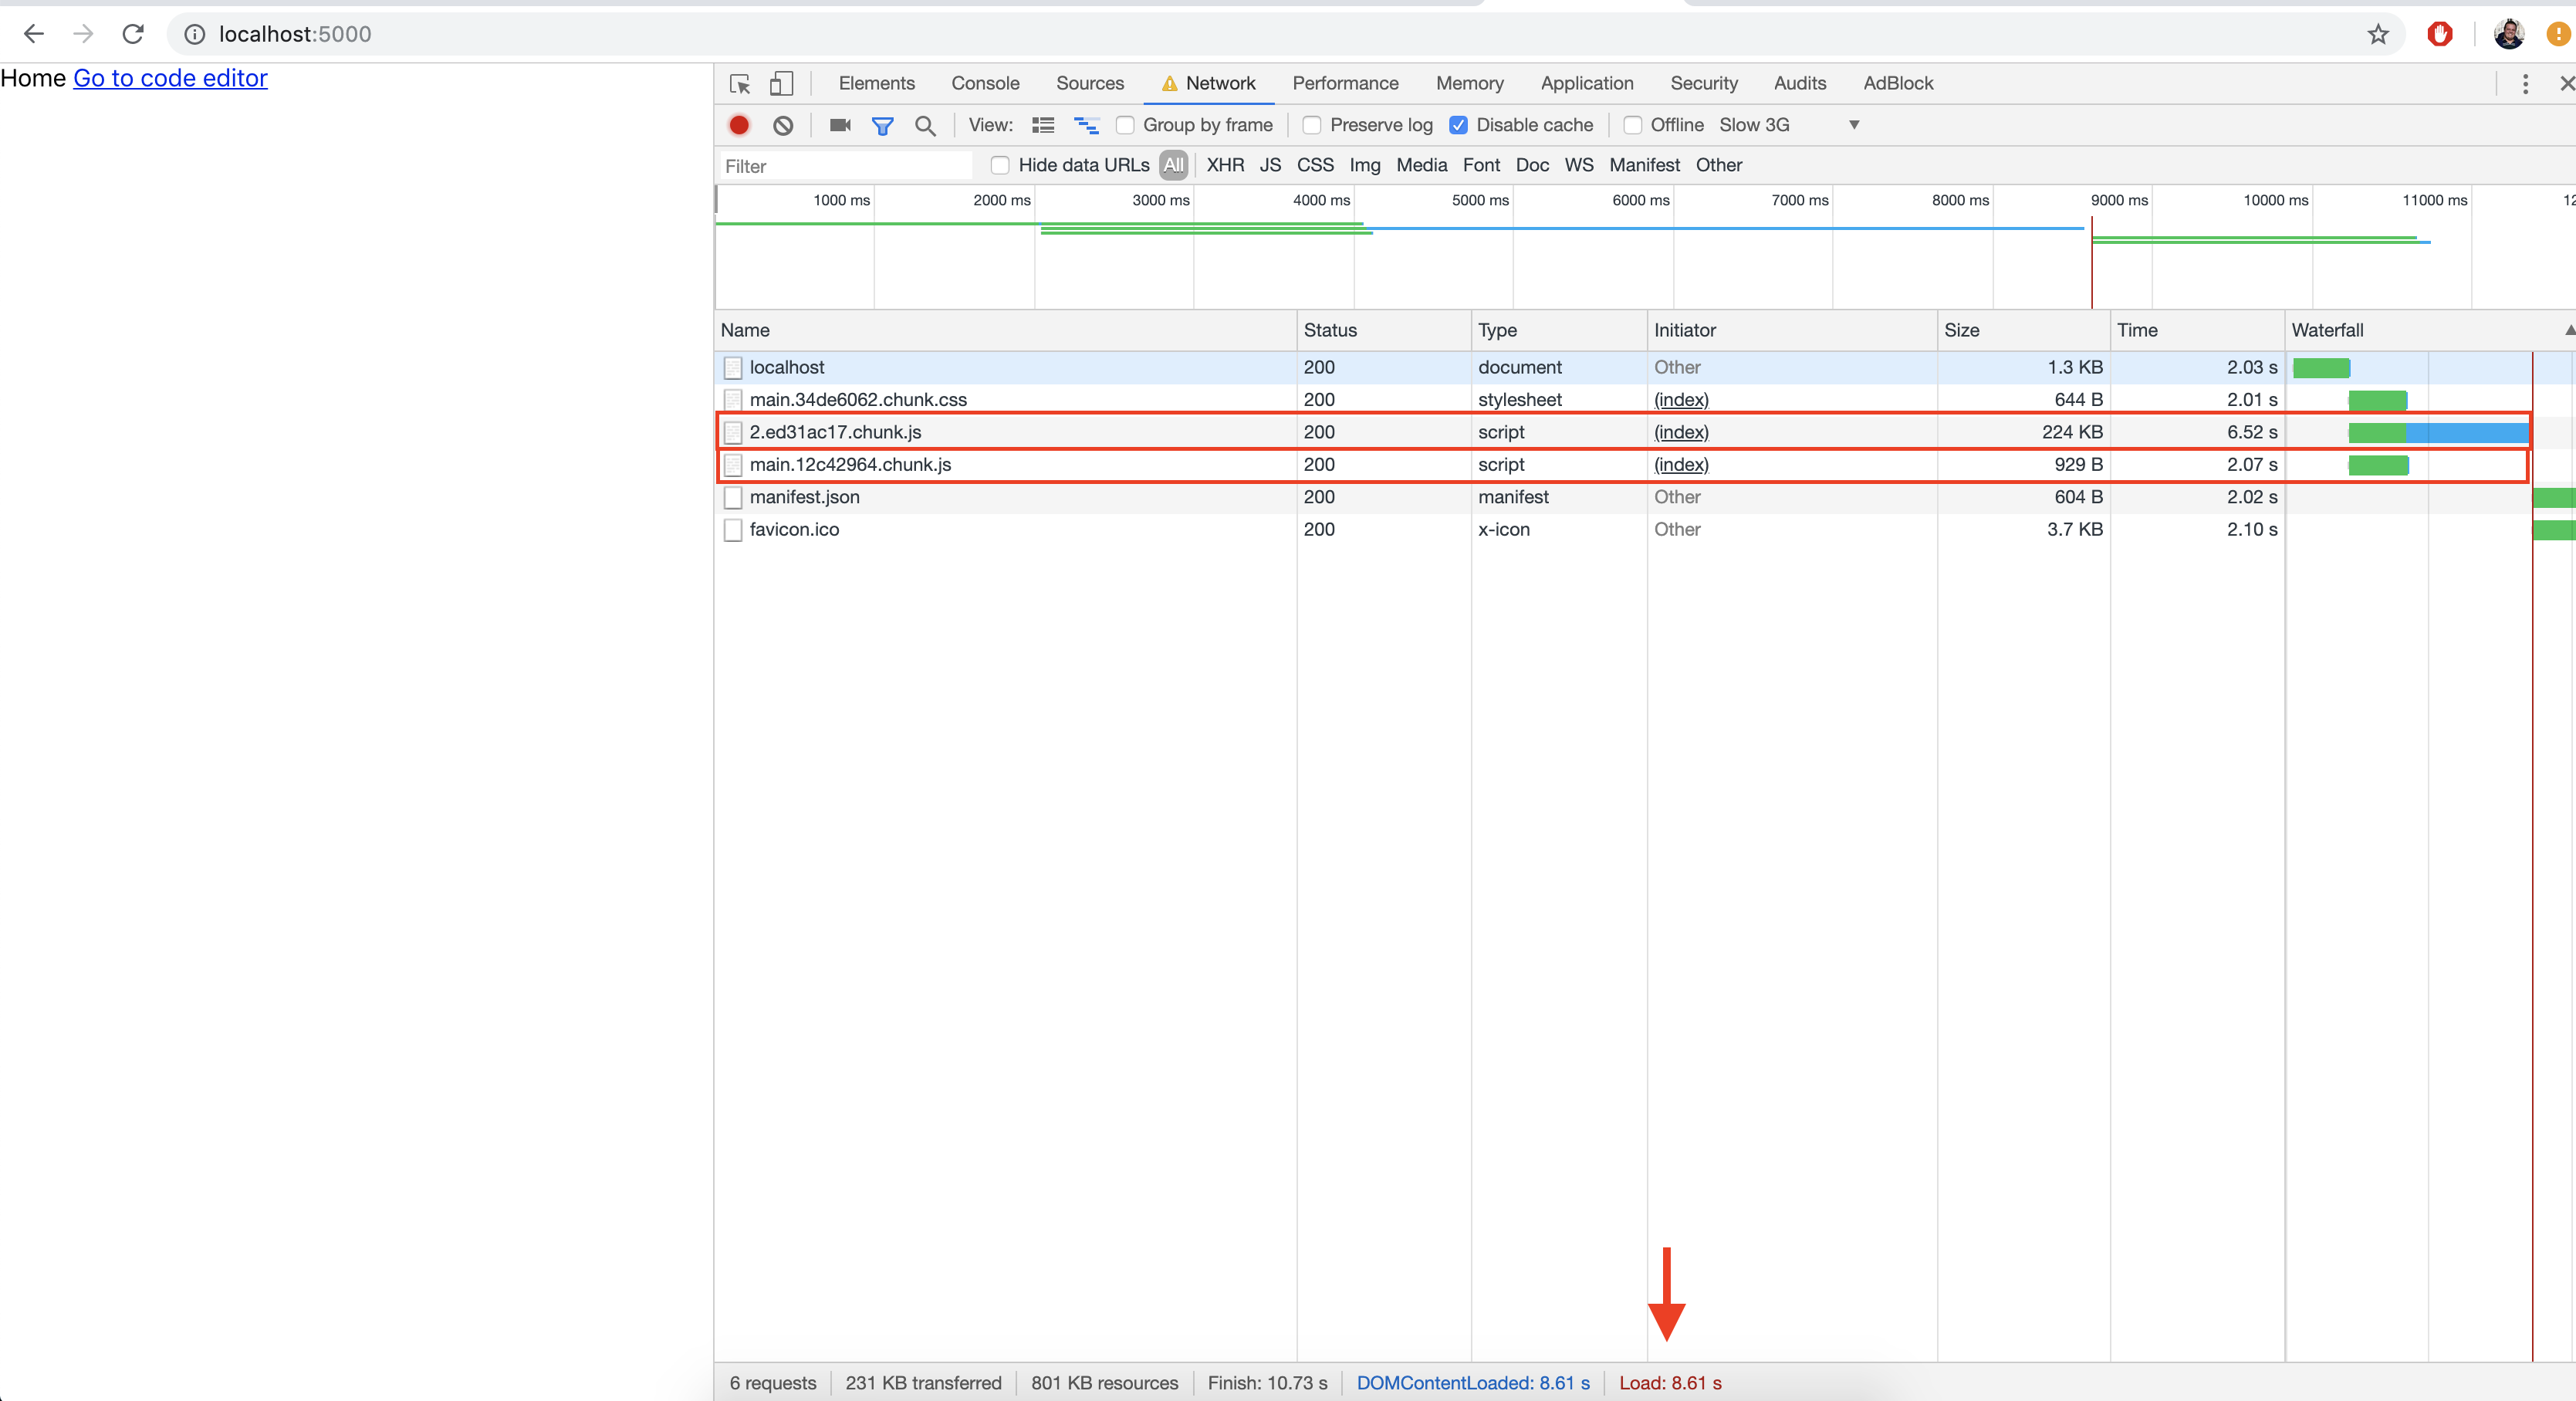 localhost:5000
Home Go to code editor
Elements Console Sources Network Performance Memory Application Security Audits AdBlock
View: Group by frame Preserve log Disable cache Offline Slow 3G
Filter Hide data URLs All XHR JS CSS Img Media Font Doc WS Manifest Other
1000 ms 2000 ms 3000 ms 4000 ms 5000 ms 6000 ms 7000 ms 8000 ms 9000 ms 10000 ms 11000 ms
Name Status Type Initiator Size Time Waterfall
localhost 200 document Other 1.3 KB 2.03 s
main.34de6062.chunk.css 200 stylesheet (index) 644 B 2.01 s
2.ed31ac17.chunk.js 200 script (index) 224 KB 6.52 s
main.12c42964.chunk.js 200 script (index) 929 B 2.07 s
manifest.json 200 manifest Other 604 B 2.02 s
favicon.ico 200 x-icon Other 3.7 KB 2.10 s
6 requests 231 KB transferred 801 KB resources Finish: 10.73 s DOMContentLoaded: 8.61 s Load: 8.61 s